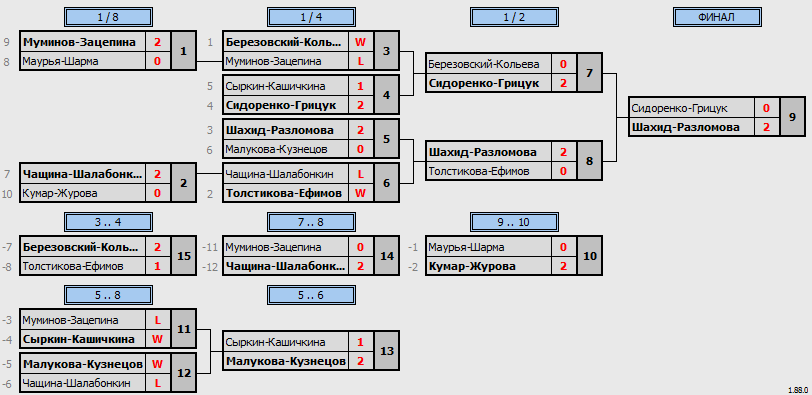 1 / 8 1 / 4 1 / 2 ФИНАЛ
9 Муминов-Зацепина 2 1
8 Маурья-Шарма 0
1 Березовский-Коль... W 3
Муминов-Зацепина L
5 Сыркин-Кашичкина 1 4
4 Сидоренко-Грицук 2
Березовский-Кольева 0 7
Сидоренко-Грицук 2
Сидоренко-Грицук 0 9
Шахид-Разломова 2
3 Шахид-Разломова 2 5
6 Малукова-Кузнецов 0
7 Чащина-Шалабонк... 2 2
10 Кумар-Журова 0
Чащина-Шалабонкин L 6
2 Толстикова-Ефимов W
Шахид-Разломова 2 8
Толстикова-Ефимов 0
3 .. 4 7 .. 8 9 .. 10
-7 Березовский-Коль... 2 15
-8 Толстикова-Ефимов 1
-11 Муминов-Зацепина 0 14
-12 Чащина-Шалабонк... 2
-1 Маурья-Шарма 0 10
-2 Кумар-Журова 2
5 .. 8 5 .. 6
-3 Муминов-Зацепина L 11
-4 Сыркин-Кашичкина W
-5 Малукова-Кузнецов W 12
-6 Чащина-Шалабонкин L
Сыркин-Кашичкина 1 13
Малукова-Кузнецов 2
1.88.0